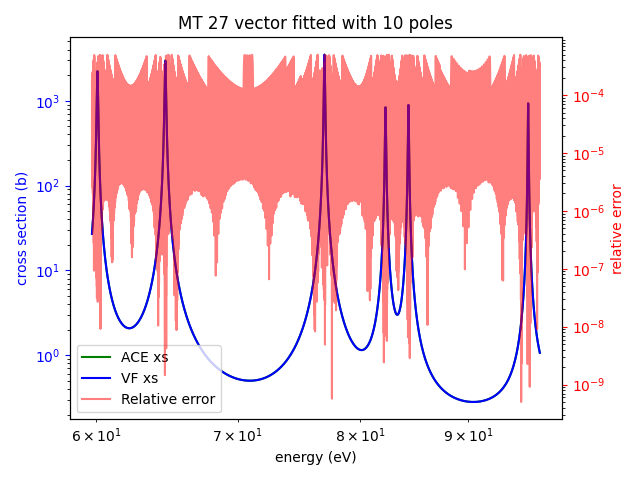 MT 27 vector fitted with 10 poles
cross section (b)
10³
10²
10¹
10⁰
10⁻⁴
10⁻⁵
10⁻⁶
10⁻⁷
10⁻⁸
10⁻⁹
relative error
ACE xs
VF xs
Relative error
6 × 10¹ 7 × 10¹ 8 × 10¹ 9 × 10¹
energy (eV)